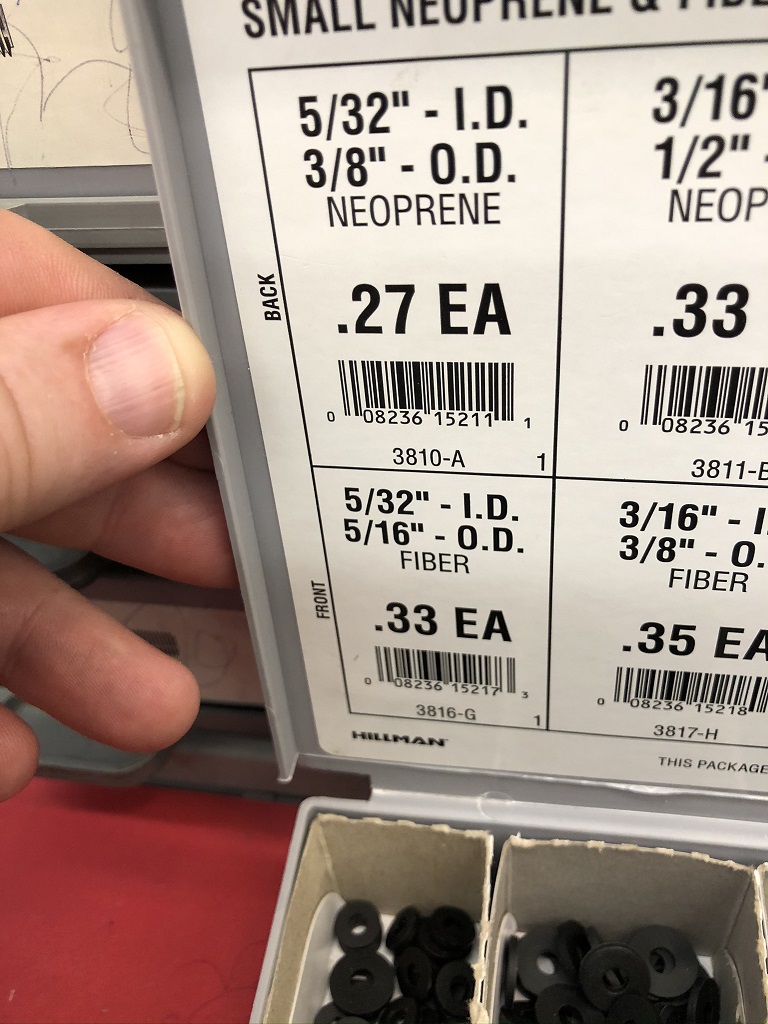 SMALL NEOPRENE &
BACK
5/32" - I.D.
3/8" - O.D.
NEOPRENE
.27 EA
0 08236 15211 1
3810-A 1
3/16"
1/2" -
NEOP
.33
0 08236 15
3811-B
FRONT
5/32" - I.D.
5/16" - O.D.
FIBER
.33 EA
0 08236 15217 3
3816-G 1
3/16" - I.
3/8" - O.
FIBER
.35 EA
0 08236 15218
3817-H
HILLMAN
THIS PACKAGE